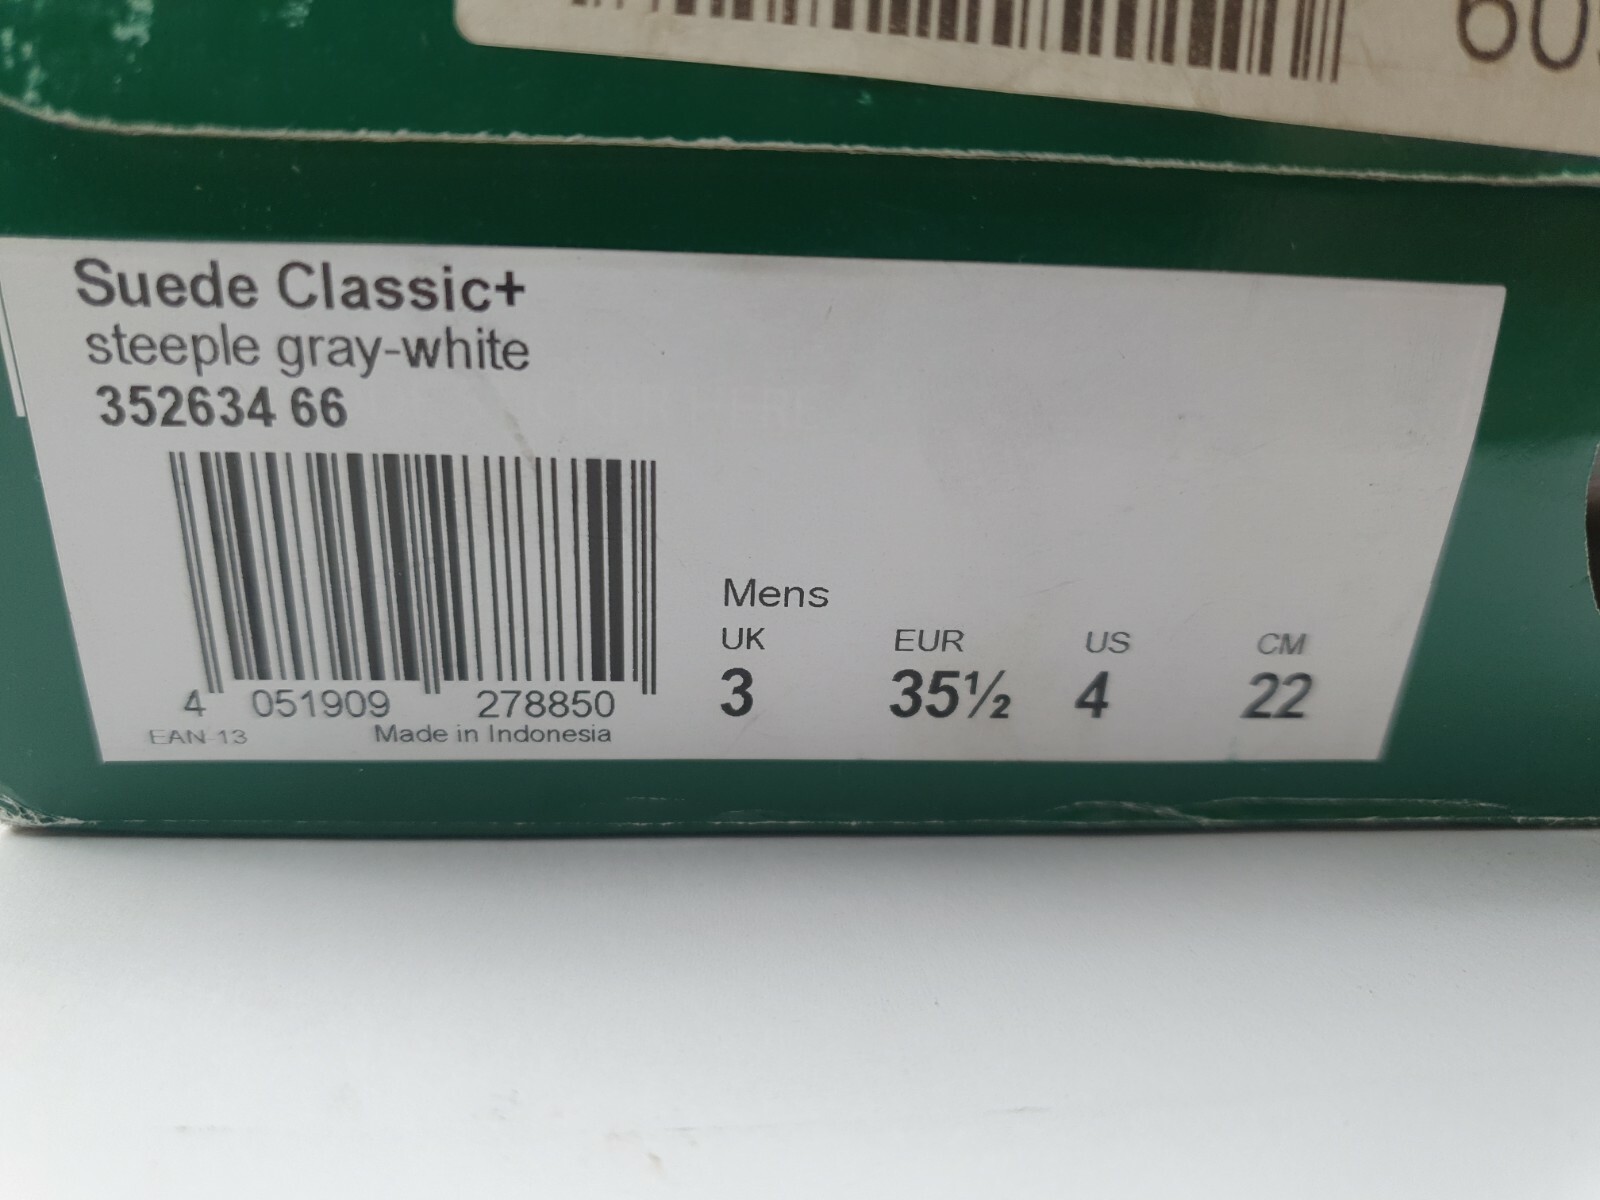 Suede Classic+
steeple gray-white
352634 66
4 051909 278850
EAN-13 Made in Indonesia
Mens
UK EUR US CM
3 35½ 4 22